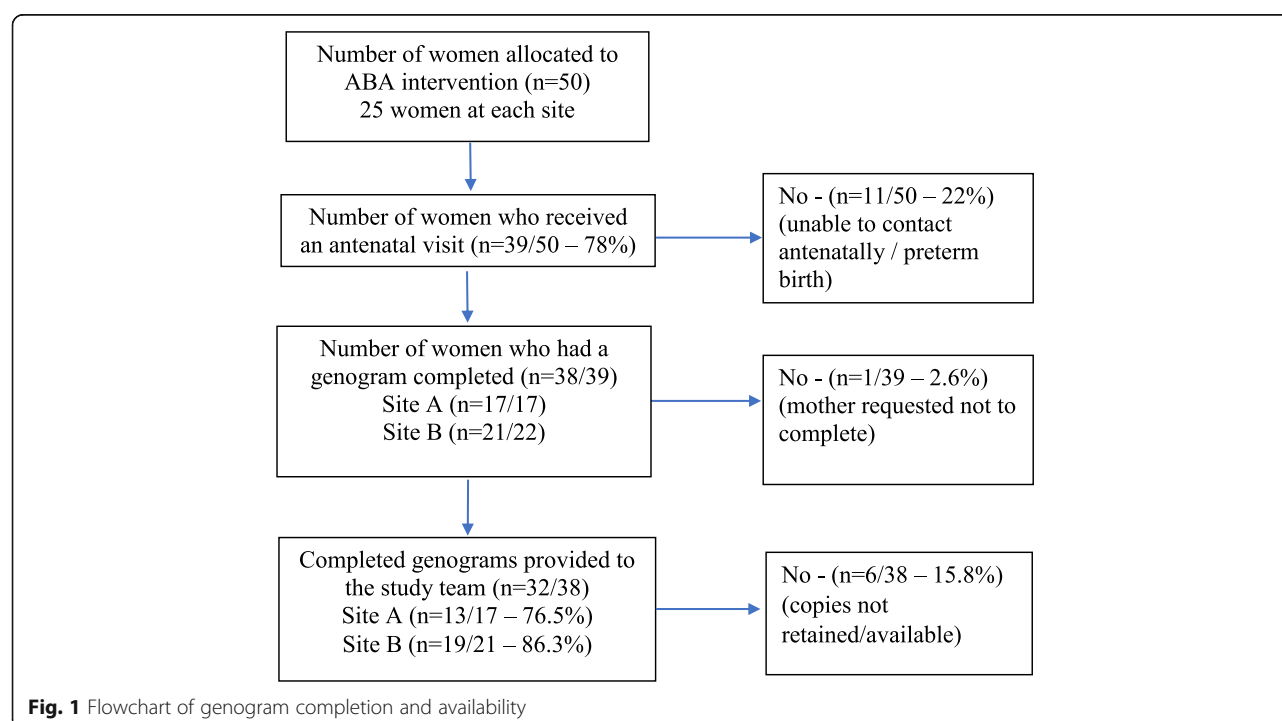 Number of women allocated to
ABA intervention (n=50)
25 women at each site
Number of women who received
an antenatal visit (n=39/50 – 78%)
No - (n=11/50 – 22%)
(unable to contact
antenatally / preterm
birth)
Number of women who had a
genogram completed (n=38/39)
Site A (n=17/17)
Site B (n=21/22)
No - (n=1/39 – 2.6%)
(mother requested not to
complete)
Completed genograms provided to
the study team (n=32/38)
Site A (n=13/17 – 76.5%)
Site B (n=19/21 – 86.3%)
No - (n=6/38 – 15.8%)
(copies not
retained/available)
Fig. 1 Flowchart of genogram completion and availability